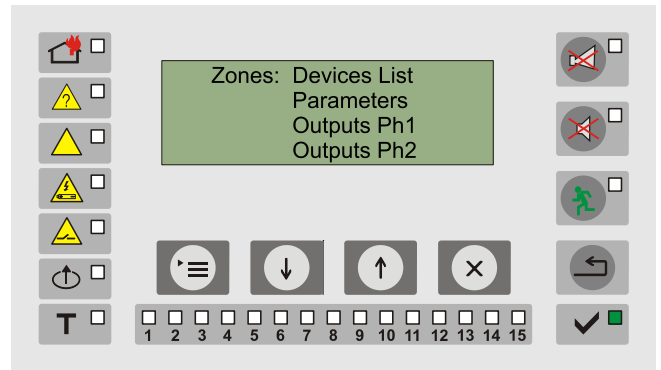 Zones: Devices List
Parameters
Outputs Ph1
Outputs Ph2
?
T
1 2 3 4 5 6 7 8 9 10 11 12 13 14 15